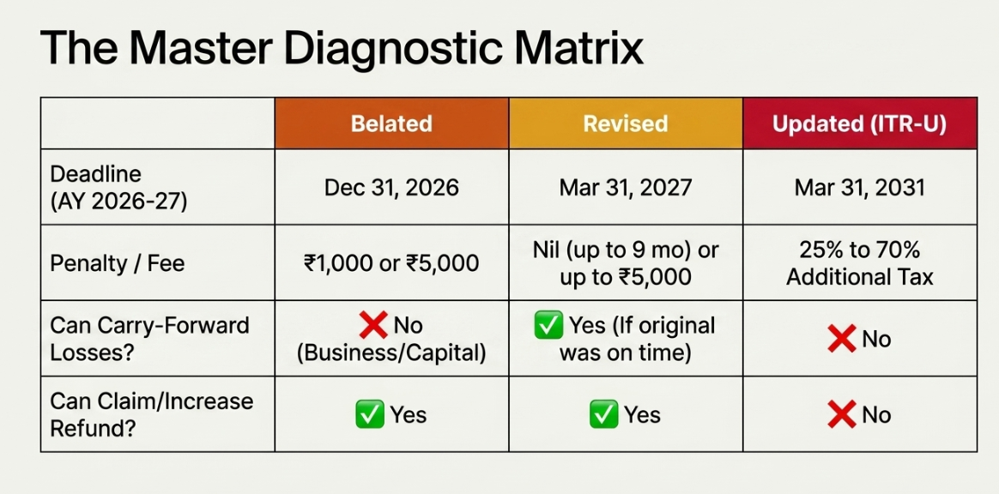 The Master Diagnostic Matrix
Belated
Revised
Updated (ITR-U)
Deadline
(AY 2026-27)
Dec 31, 2026
Mar 31, 2027
Mar 31, 2031
Penalty / Fee
₹1,000 or ₹5,000
Nil (up to 9 mo) or
up to ₹5,000
25% to 70%
Additional Tax
Can Carry-Forward
Losses?
❌ No
(Business/Capital)
✅ Yes (If original
was on time)
❌ No
Can Claim/Increase
Refund?
✅ Yes
✅ Yes
❌ No